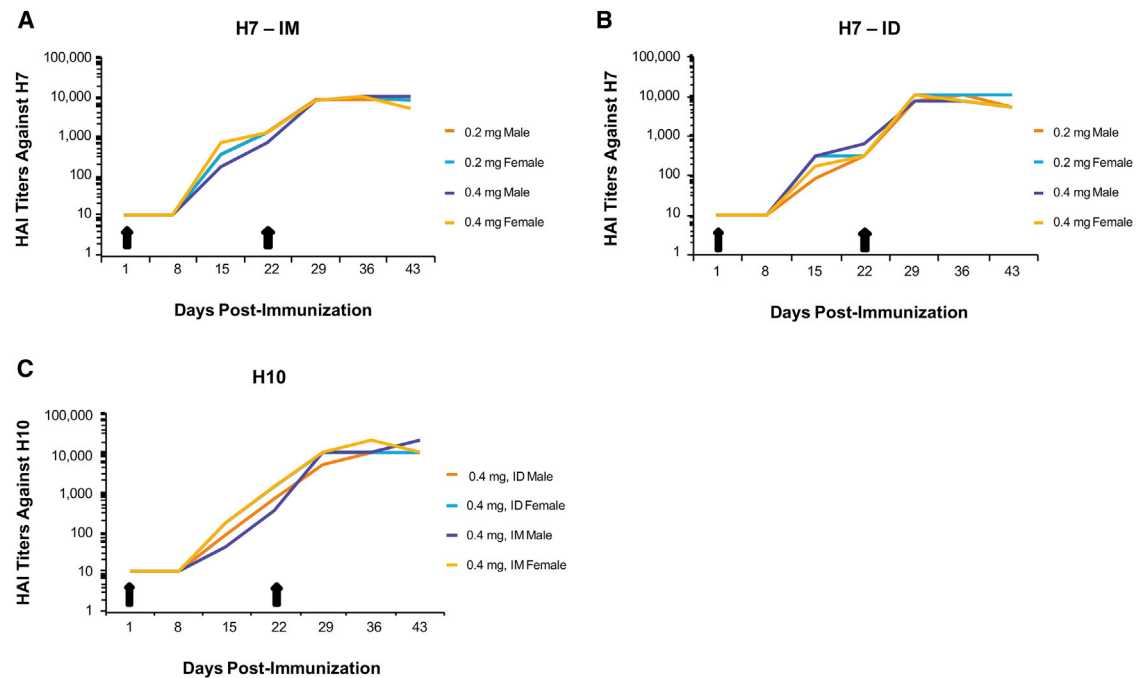 A
H7 – IM
HAI Titers Against H7
100,000
10,000
1,000
100
10
1
1 8 15 22 29 36 43
Days Post-Immunization
0.2 mg Male
0.2 mg Female
0.4 mg Male
0.4 mg Female
B
H7 – ID
HAI Titers Against H7
100,000
10,000
1,000
100
10
1
1 8 15 22 29 36 43
Days Post-Immunization
0.2 mg Male
0.2 mg Female
0.4 mg Male
0.4 mg Female
C
H10
HAI Titers Against H10
100,000
10,000
1,000
100
10
1
1 8 15 22 29 36 43
Days Post-Immunization
0.4 mg, ID Male
0.4 mg, ID Female
0.4 mg, IM Male
0.4 mg, IM Female